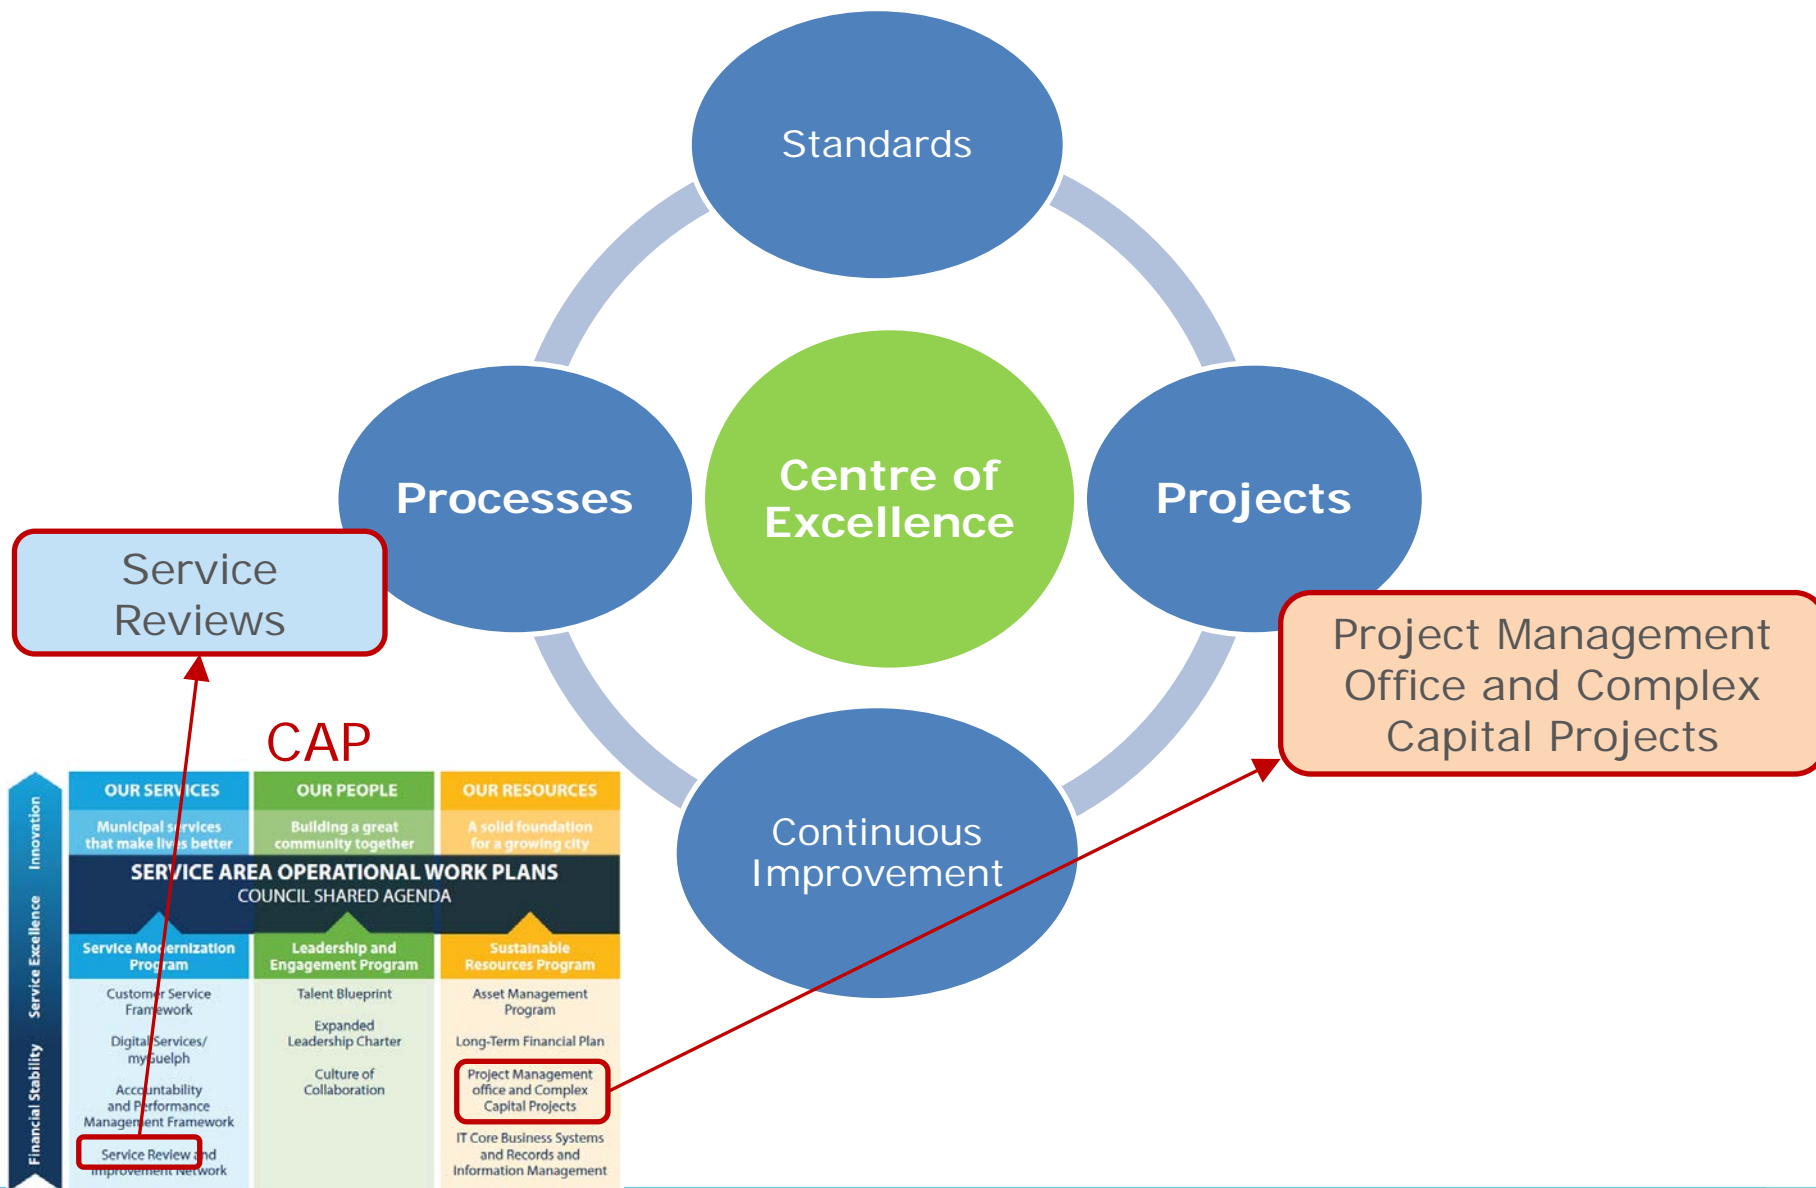 Standards
Processes
Centre of
Excellence
Projects
Service
Reviews
Project Management
Office and Complex
Capital Projects
Continuous
Improvement
CAP
Innovation
Service Excellence
Financial Stability
OUR SERVICES
Municipal services
that make lives better
OUR PEOPLE
Building a great
community together
OUR RESOURCES
A solid foundation
for a growing city
SERVICE AREA OPERATIONAL WORK PLANS
COUNCIL SHARED AGENDA
Service Modernization
Program
Customer Service
Framework
Digital Services/
myGuelph
Accountability
and Performance
Management Framework
Service Review and
Improvement Network
Leadership and
Engagement Program
Talent Blueprint
Expanded
Leadership Charter
Culture of
Collaboration
Sustainable
Resources Program
Asset Management
Program
Long-Term Financial Plan
Project Management
office and Complex
Capital Projects
IT Core Business Systems
and Records and
Information Management